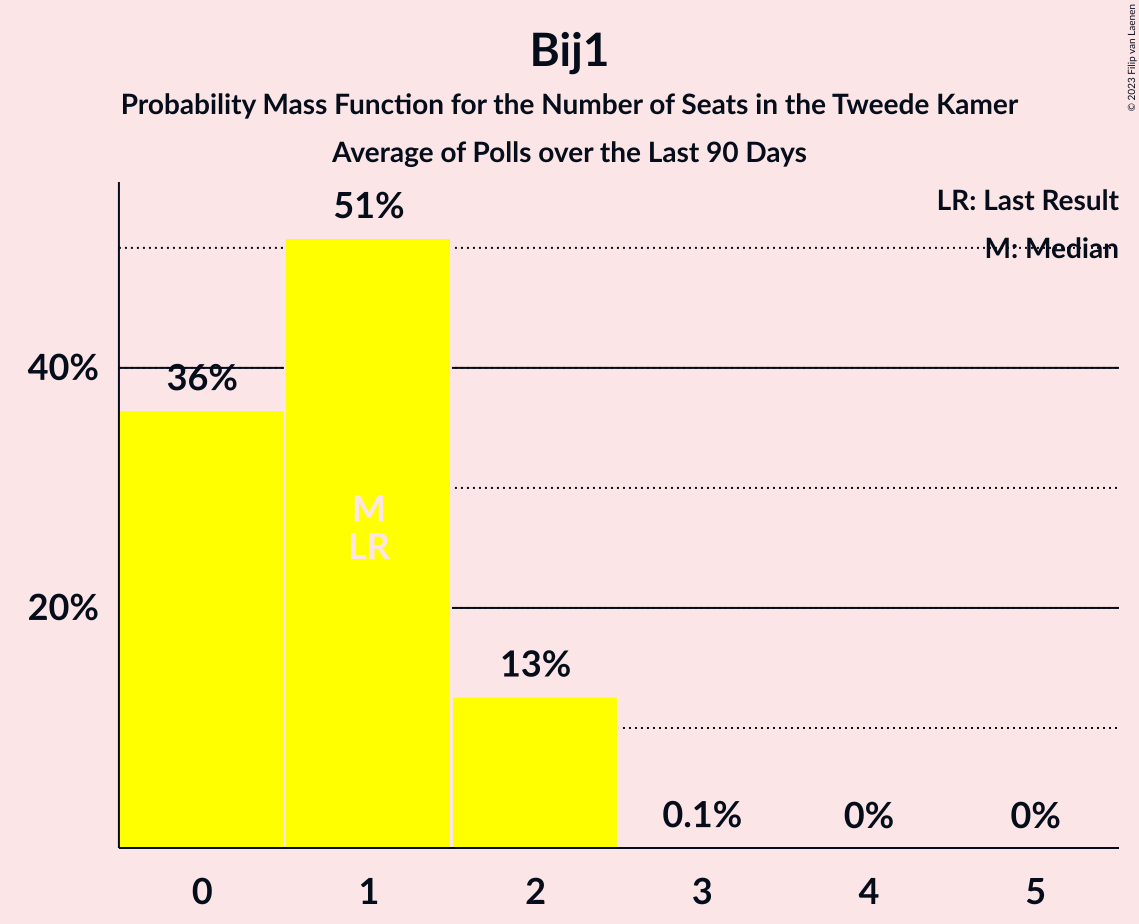 Bij1
Probability Mass Function for the Number of Seats in the Tweede Kamer
Average of Polls over the Last 90 Days
© 2023 Filip van Laenen
LR: Last Result
M: Median
51%
40%
36%
M
LR
20%
13%
0.1%
0%
0%
0
1
2
3
4
5